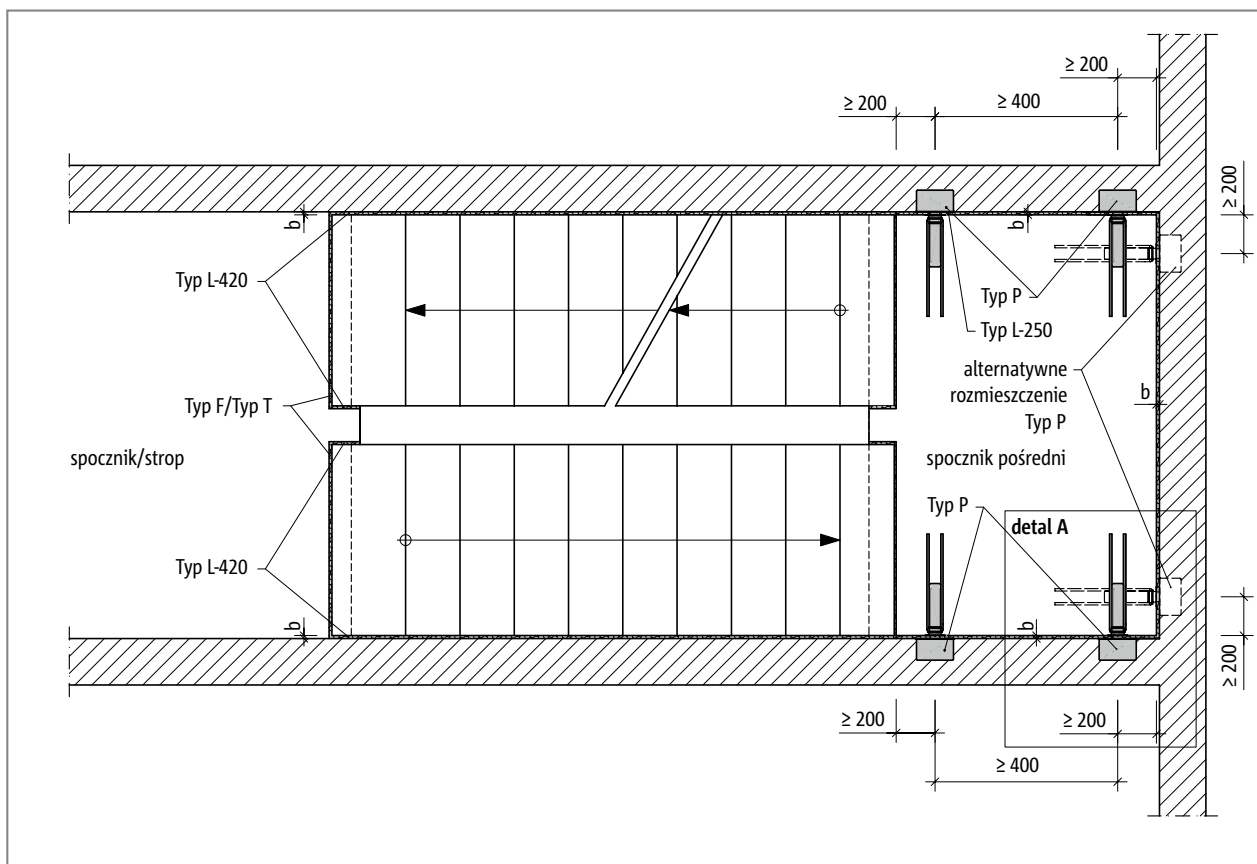 ≥ 200
≥ 200
≥ 400
≥ 200
b
b
Typ L-420
Typ P
Typ L-250
alternatywne
rozmieszczenie
Typ P
b
Typ F/Typ T
spocznik/strop
spocznik pośredni
Typ P
detal A
Typ L-420
b
b
≥ 200
≥ 200
≥ 200
≥ 400